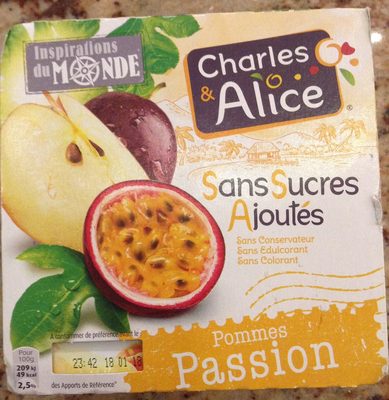 Inspirations
du MONDE
Charles
& Alice
®
Sans Sucres
Ajoutés
Sans Conservateur
Sans Edulcorant
Sans Colorant
A consommer de préférence avant le
23:42 18 01 18
Pour
100g
209 kJ
49 kcal
2,5%
des Apports de Référence*
Pommes
Passion